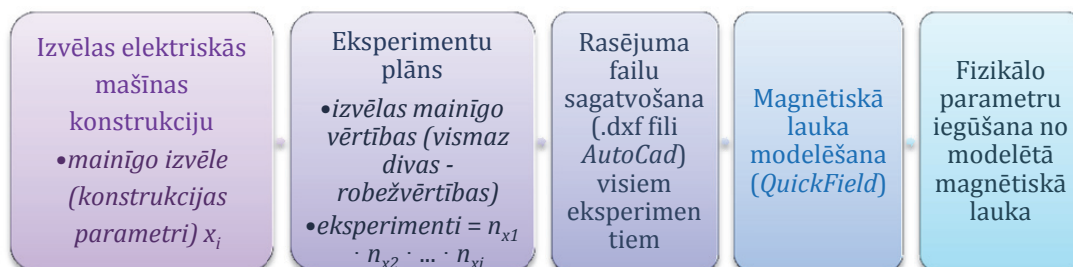 Izvēlas elektriskās
mašīnas
konstrukciju
•mainīgo izvēle
(konstrukcijas
parametri) xi
Eksperimentu
plāns
•izvēlas mainīgo
vērtības (vismaz
divas -
robežvērtības)
•eksperimenti = nx1
· nx2 · ... · nxi
Rasējuma
failu
sagatvošana
(.dxf fili
AutoCad)
visiem
eksperimen
tiem
Magnētiskā
lauka
modelēšana
(QuickField)
Fizikālo
parametru
iegūšana no
modelētā
magnētiskā
lauka